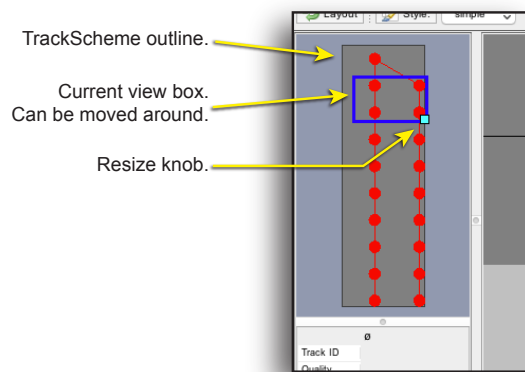 Layout Style: simple
TrackScheme outline.
Current view box.
Can be moved around.
Resize knob.
ø
Track ID
Quality